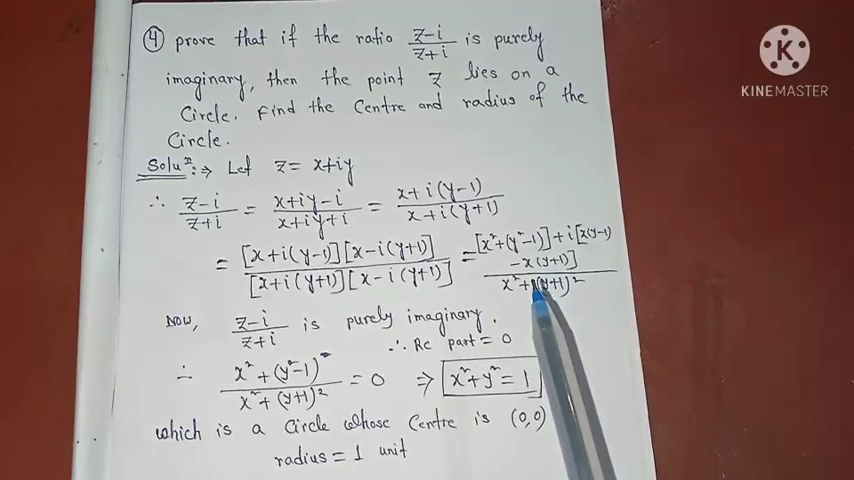 ④ prove that if the ratio (z-i)/(z+i) is purely
imaginary, then the point z lies on a
Circle. Find the Centre and radius of the
Circle.
Soluⁿ :⇒ Let z = x+iy
∴ (z-i)/(z+i) = (x+iy-i)/(x+iy+i) = (x+i(y-1))/(x+i(y+1))
= ([x+i(y-1)][x-i(y+1)])/([x+i(y+1)][x-i(y+1)]) = ([x²+(y²-1)]+i[x(y-1)-x(y+1)])/(x²+(y+1)²)
Now, (z-i)/(z+i) is purely imaginary.
∴ Re part = 0
∴ (x²+(y²-1))/(x²+(y+1)²) = 0 ⇒ x²+y²=1
which is a Circle whose Centre is (0,0)
radius = 1 unit
K
KINEMASTER